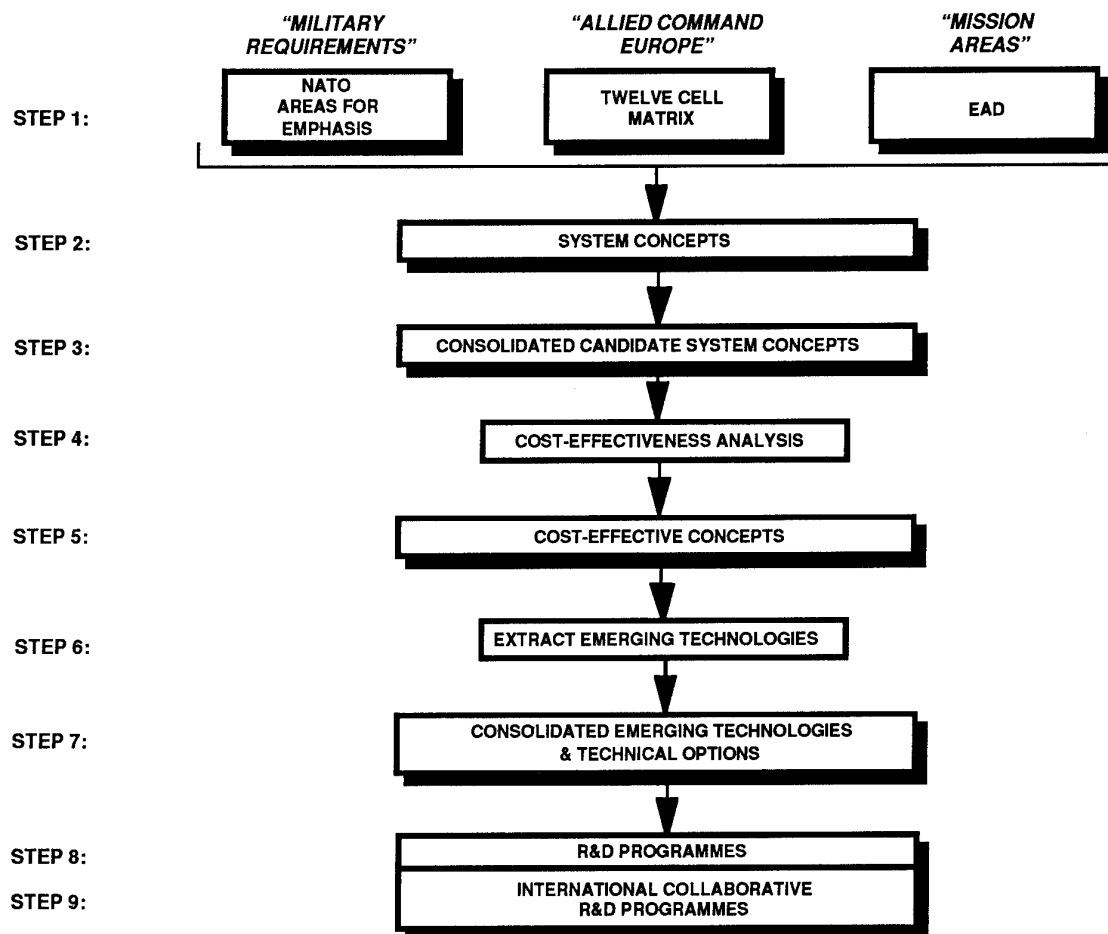 "MILITARY
REQUIREMENTS"
"ALLIED COMMAND
EUROPE"
"MISSION
AREAS"
STEP 1:
NATO
AREAS FOR
EMPHASIS
TWELVE CELL
MATRIX
EAD
STEP 2:
SYSTEM CONCEPTS
STEP 3:
CONSOLIDATED CANDIDATE SYSTEM CONCEPTS
STEP 4:
COST-EFFECTIVENESS ANALYSIS
STEP 5:
COST-EFFECTIVE CONCEPTS
STEP 6:
EXTRACT EMERGING TECHNOLOGIES
STEP 7:
CONSOLIDATED EMERGING TECHNOLOGIES
& TECHNICAL OPTIONS
STEP 8:
R&D PROGRAMMES
STEP 9:
INTERNATIONAL COLLABORATIVE
R&D PROGRAMMES